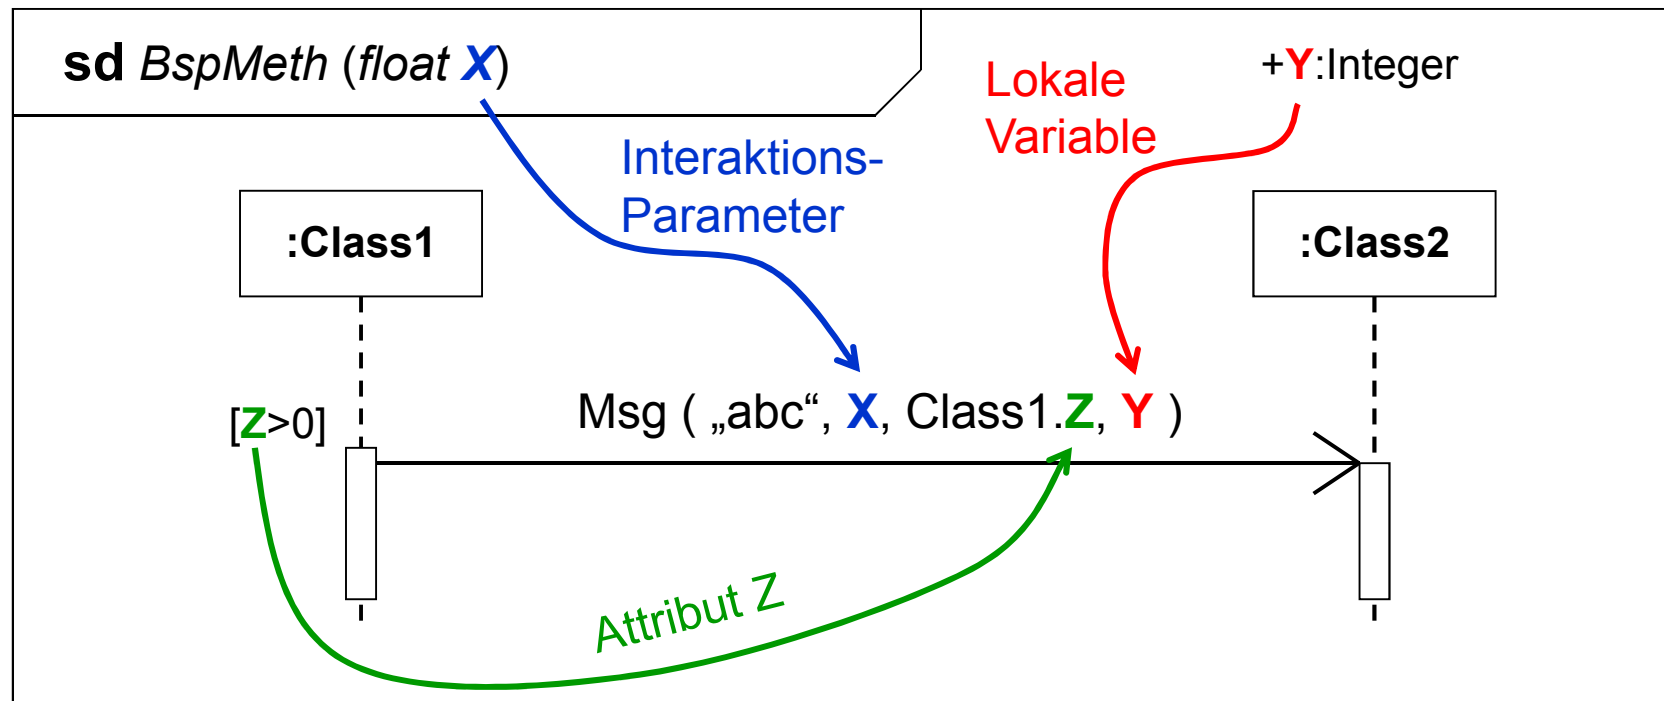 sd BspMeth (float X)
Lokale
Variable
+Y:Integer
Interaktions-
Parameter
:Class1
:Class2
[Z>0]
Msg ( „abc“, X, Class1.Z, Y )
Attribut Z